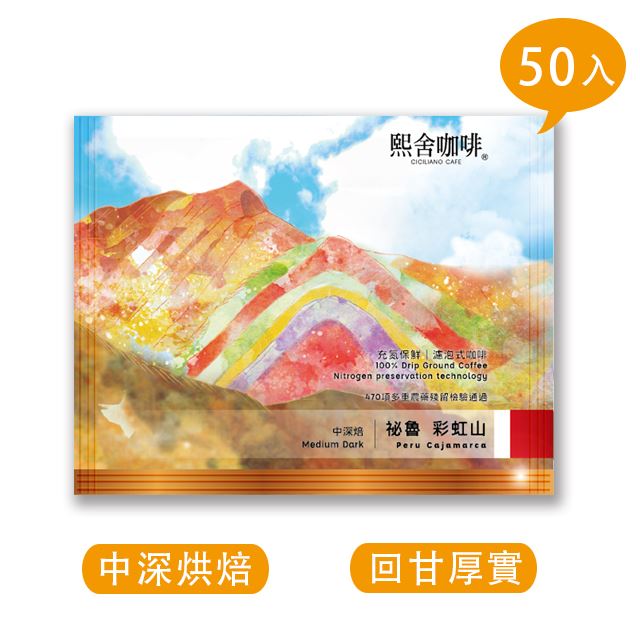 50入
熙舍咖啡®
CICILIANO CAFE
充氮保鮮｜濾泡式咖啡
100% Drip Ground Coffee
Nitrogen preservation technology
470項多重農藥殘留檢驗通過
中深焙
Medium Dark
祕魯 彩虹山
Peru Cajamarca
中深烘焙
回甘厚實